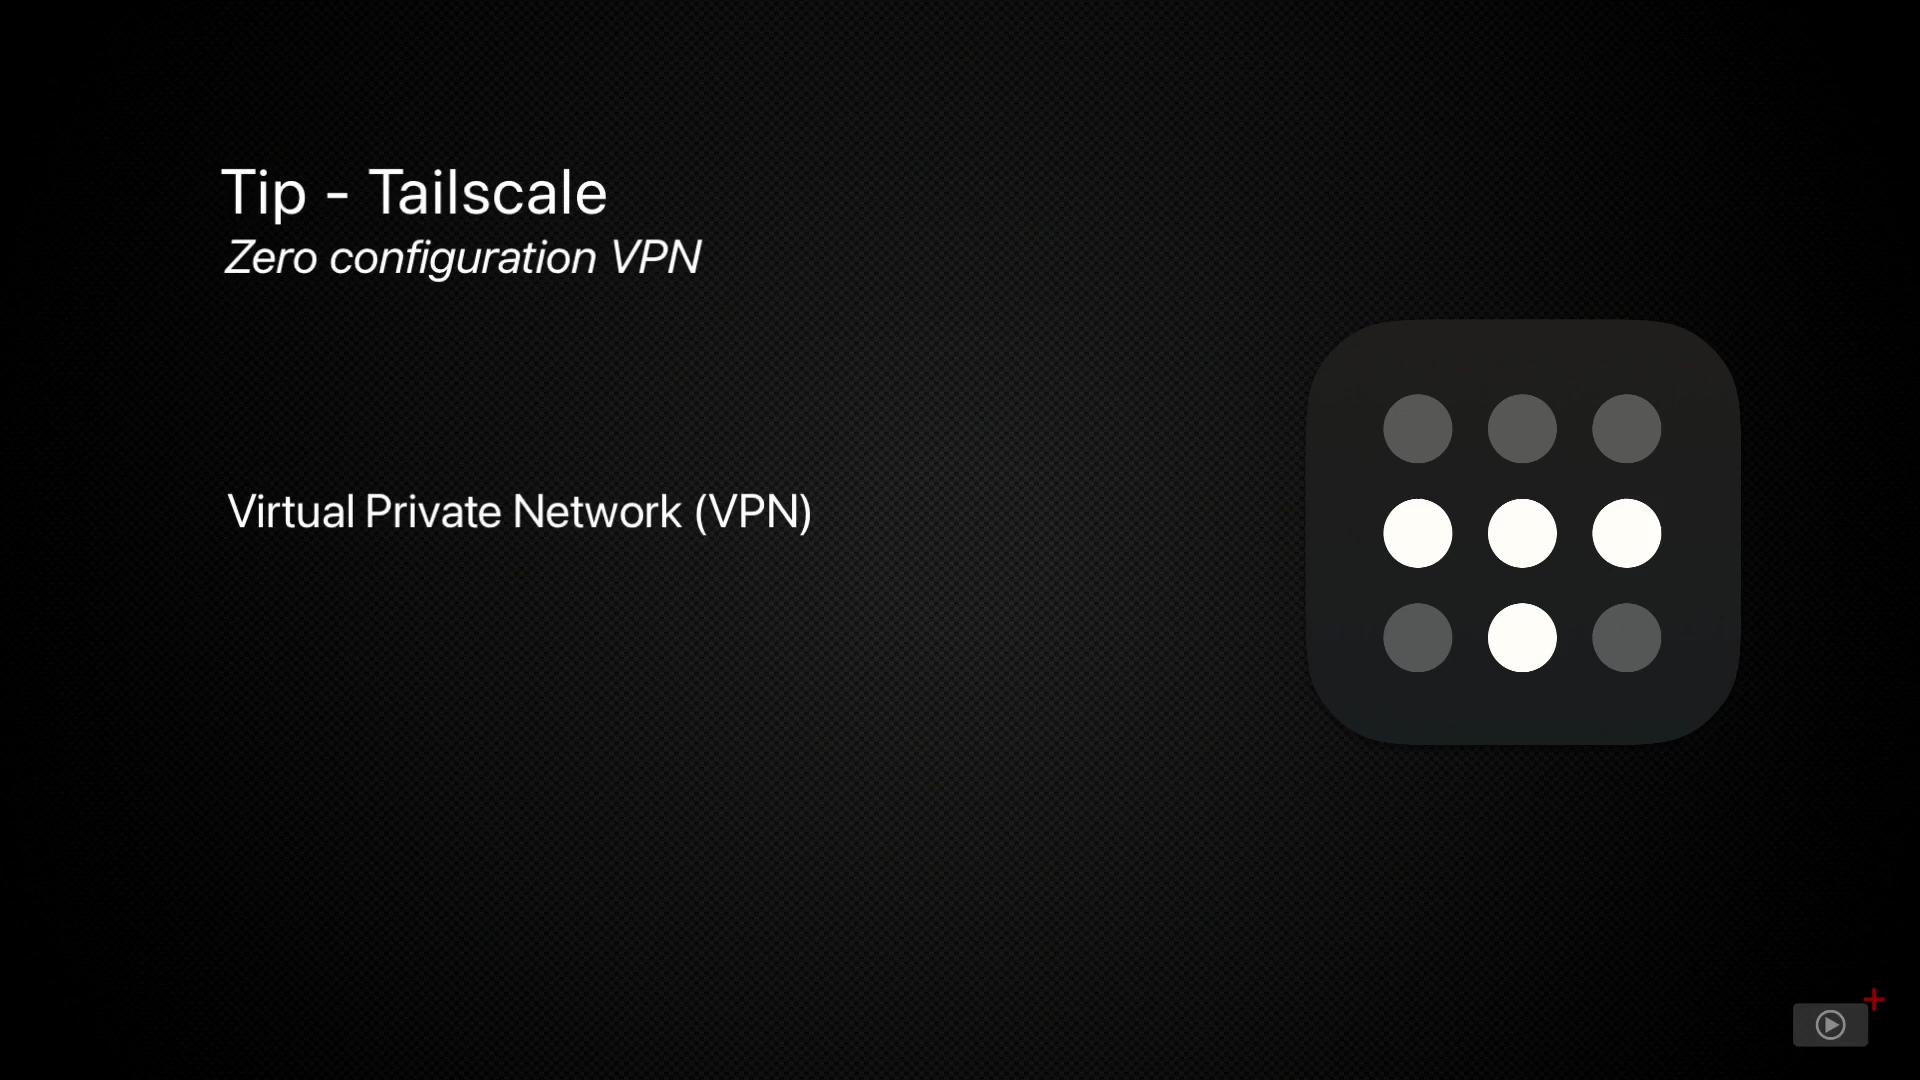 Tip - Tailscale
Zero configuration VPN
Virtual Private Network (VPN)